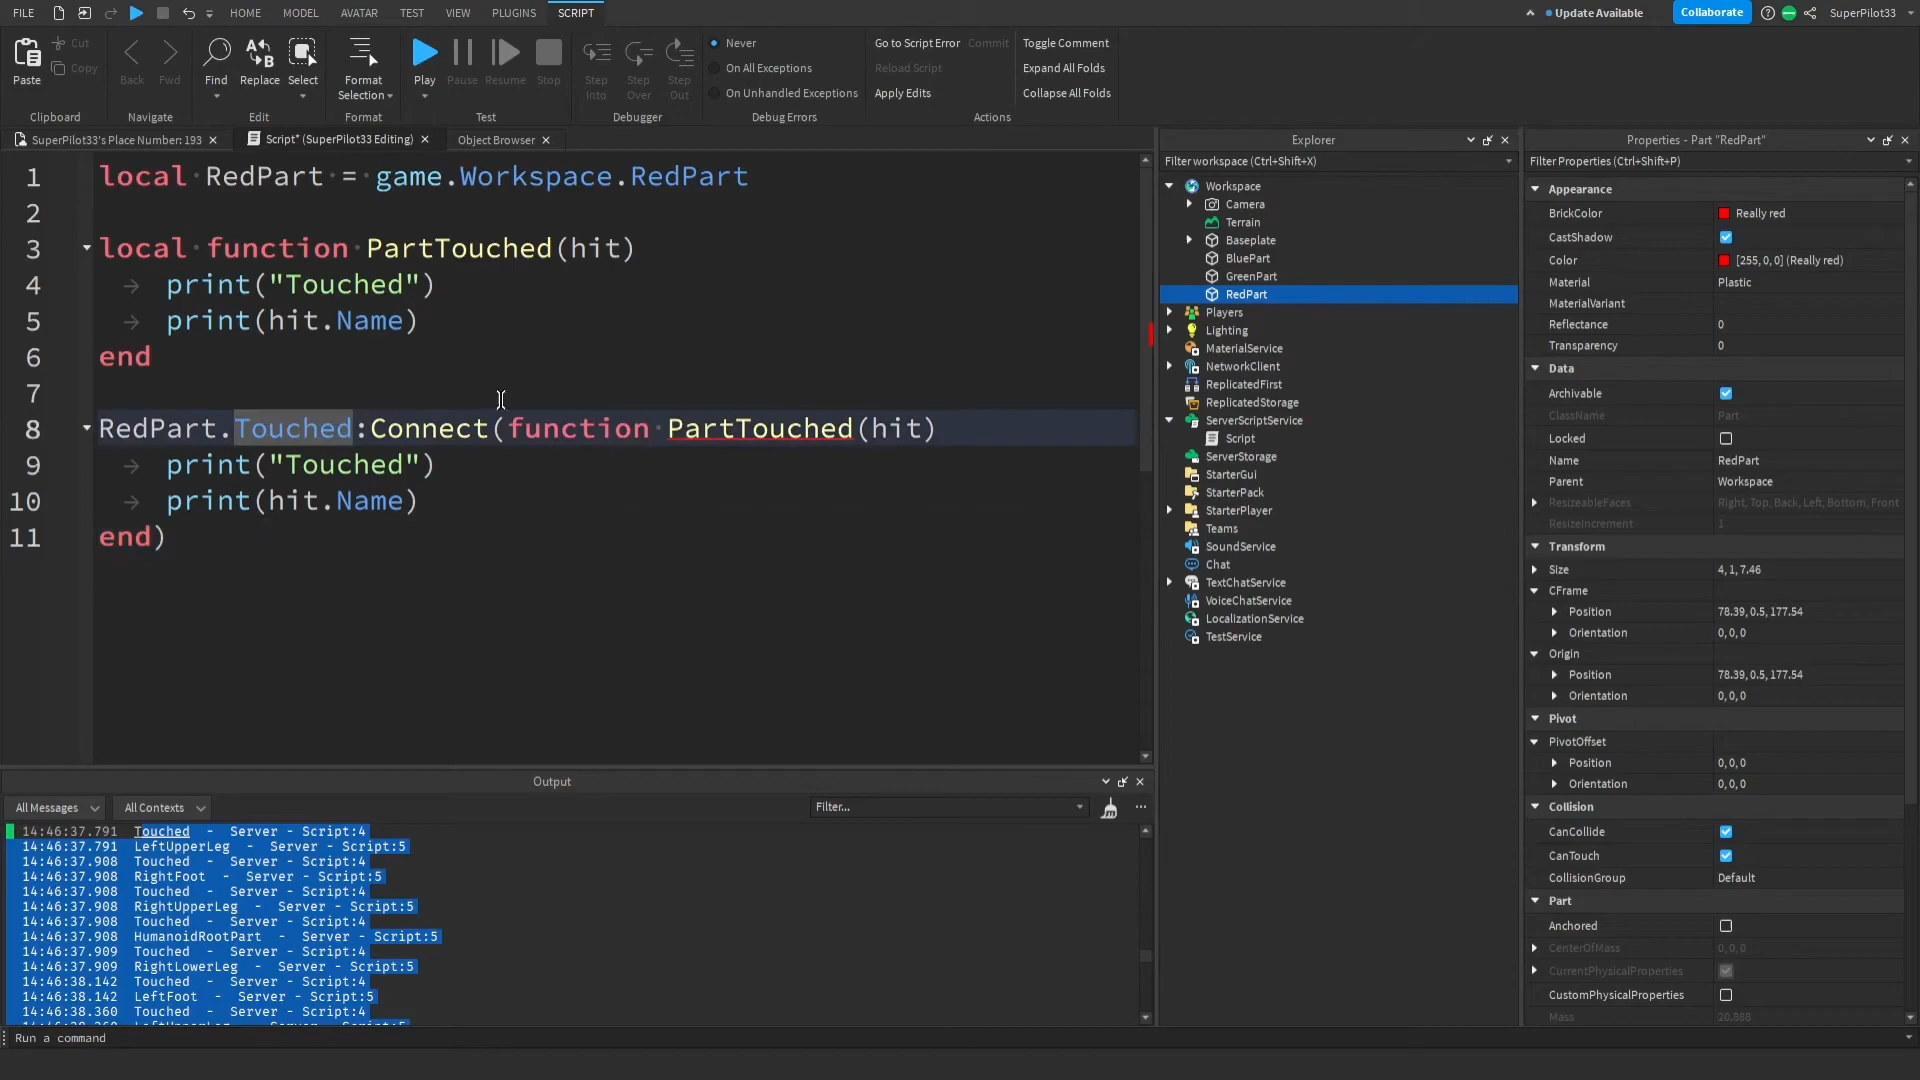 FILE HOME MODEL AVATAR TEST VIEW PLUGINS SCRIPT Update Available Collaborate SuperPilot33
Paste Cut Copy
Back Fwd
Find Replace Select
Format Selection
Play Pause Resume Stop
Step Into Step Over Step Out
Never
On All Exceptions
On Unhandled Exceptions
Go to Script Error Commit
Reload Script
Apply Edits
Toggle Comment
Expand All Folds
Collapse All Folds
Clipboard Navigate Edit Format Test Debugger Debug Errors Actions
SuperPilot33's Place Number: 193 Script* (SuperPilot33 Editing) Object Browser
1 local RedPart = game.Workspace.RedPart
2
3 local function PartTouched(hit)
4 print("Touched")
5 print(hit.Name)
6 end
7
8 RedPart.Touched:Connect(function PartTouched(hit)
9 print("Touched")
10 print(hit.Name)
11 end)
Output
All Messages All Contexts Filter...
14:46:37.791 Touched - Server - Script:4
14:46:37.791 LeftUpperLeg - Server - Script:5
14:46:37.908 Touched - Server - Script:4
14:46:37.908 RightFoot - Server - Script:5
14:46:37.908 Touched - Server - Script:4
14:46:37.908 RightUpperLeg - Server - Script:5
14:46:37.908 Touched - Server - Script:4
14:46:37.908 HumanoidRootPart - Server - Script:5
14:46:37.909 Touched - Server - Script:4
14:46:37.909 RightLowerLeg - Server - Script:5
14:46:38.142 Touched - Server - Script:4
14:46:38.142 LeftFoot - Server - Script:5
14:46:38.360 Touched - Server - Script:4
Run a command
Explorer
Filter workspace (Ctrl+Shift+X)
Workspace
Camera
Terrain
Baseplate
BluePart
GreenPart
RedPart
Players
Lighting
MaterialService
NetworkClient
ReplicatedFirst
ReplicatedStorage
ServerScriptService
Script
ServerStorage
StarterGui
StarterPack
StarterPlayer
Teams
SoundService
Chat
TextChatService
VoiceChatService
LocalizationService
TestService
Properties - Part "RedPart"
Filter Properties (Ctrl+Shift+P)
Appearance
BrickColor Really red
CastShadow
Color [255, 0, 0] (Really red)
Material Plastic
MaterialVariant
Reflectance 0
Transparency 0
Data
Archivable
ClassName Part
Locked
Name RedPart
Parent Workspace
ResizeableFaces Right, Top, Back, Left, Bottom, Front
ResizeIncrement 1
Transform
Size 4, 1, 7.46
CFrame
Position 78.39, 0.5, 177.54
Orientation 0, 0, 0
Origin
Position 78.39, 0.5, 177.54
Orientation 0, 0, 0
Pivot
PivotOffset
Position 0, 0, 0
Orientation 0, 0, 0
Collision
CanCollide
CanTouch
CollisionGroup Default
Part
Anchored
CenterOfMass 0, 0, 0
CurrentPhysicalProperties
CustomPhysicalProperties
Mass 20.888